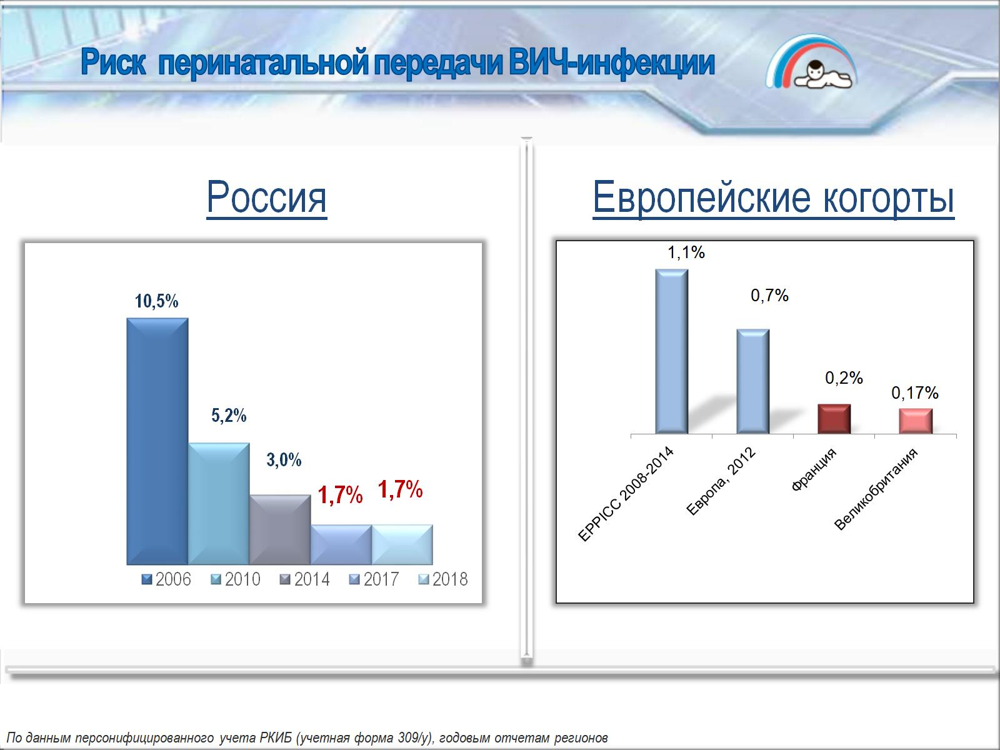 Риск перинатальной передачи ВИЧ-инфекции
Россия
10,5%
5,2%
3,0%
1,7%
1,7%
2006 2010 2014 2017 2018
Европейские когорты
1,1%
0,7%
0,2%
0,17%
EPPICC 2008-2014
Европа, 2012
Франция
Великобритания
По данным персонифицированного учета РКИБ (учетная форма 309/у), годовым отчетам регионов